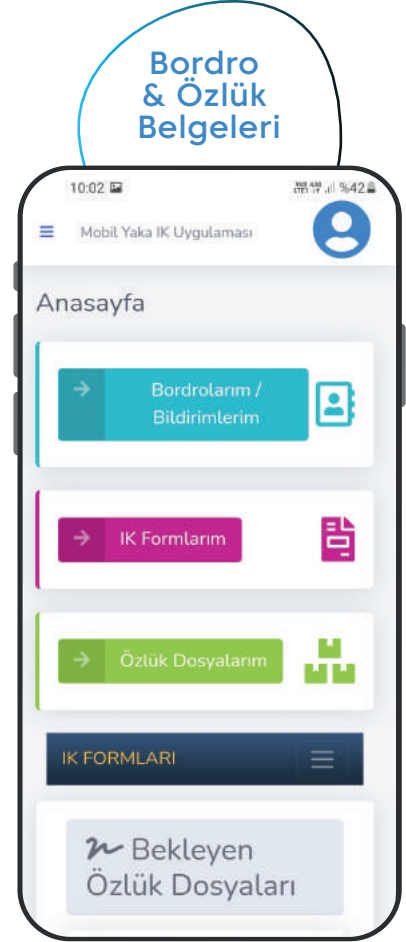 Bordro
& Özlük
Belgeleri
10:02 %42
Mobil Yaka IK Uygulaması
Anasayfa
Bordrolarım /
Bildirimlerim
IK Formlarım
Özlük Dosyalarım
IK FORMLARI
Bekleyen
Özlük Dosyaları